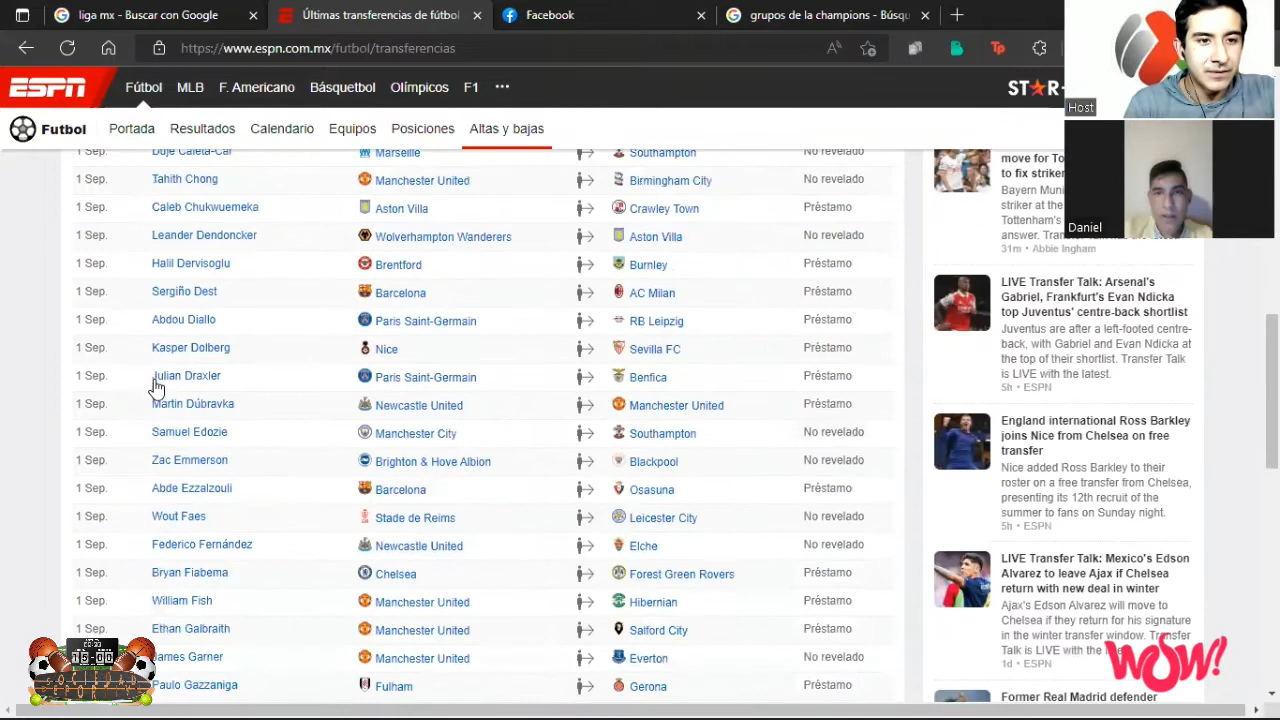 liga mx - Buscar con Google
Últimas transferencias de fútbol
Facebook
grupos de la champions - Búsqu
https://www.espn.com.mx/futbol/transferencias
ESPN
Fútbol MLB F. Americano Béisbol Olímpicos F1 •••
Futbol
Portada Resultados Calendario Equipos Posiciones Altas y bajas
1 Sep. Duje Caleta-Car Marseille Southampton No revelado
1 Sep. Tahith Chong Manchester United Birmingham City No revelado
1 Sep. Caleb Chukwuemeka Aston Villa Crawley Town Préstamo
1 Sep. Leander Dendoncker Wolverhampton Wanderers Aston Villa No revelado
1 Sep. Halil Dervisoglu Brentford Burnley Préstamo
1 Sep. Sergiño Dest Barcelona AC Milan Préstamo
1 Sep. Abdou Diallo Paris Saint-Germain RB Leipzig Préstamo
1 Sep. Kasper Dolberg Nice Sevilla FC Préstamo
1 Sep. Julian Draxler Paris Saint-Germain Benfica Préstamo
1 Sep. Martin Dúbravka Newcastle United Manchester United Préstamo
1 Sep. Samuel Edozie Manchester City Southampton No revelado
1 Sep. Zac Emmerson Brighton & Hove Albion Blackpool No revelado
1 Sep. Abde Ezzalzouli Barcelona Osasuna Préstamo
1 Sep. Wout Faes Stade de Reims Leicester City No revelado
1 Sep. Federico Fernández Newcastle United Elche No revelado
1 Sep. Bryan Fiabema Chelsea Forest Green Rovers Préstamo
1 Sep. William Fish Manchester United Hibernian Préstamo
1 Sep. Ethan Galbraith Manchester United Salford City Préstamo
James Garner Manchester United Everton No revelado
Paulo Gazzaniga Fulham Gerona Préstamo
move for
to fix striker
Bayern
striker at the
Tottenham's
31m • Abbie Ingham
LIVE Transfer Talk: Arsenal's
Gabriel, Frankfurt's Evan Ndicka
top Juventus' centre-back shortlist
Juventus are after a left-footed centre-
back, with Gabriel and Evan Ndicka at
the top of their shortlist. Transfer Talk
is LIVE with the latest.
5h • ESPN
England international Ross Barkley
joins Nice from Chelsea on free
transfer
Nice added Ross Barkley to their
roster on a free transfer from Chelsea,
presenting its 12th recruit of the
summer to fans on Sunday night.
5h • ESPN
LIVE Transfer Talk: Mexico's Edson
Alvarez to leave Ajax if Chelsea
return with new deal in winter
Ajax's Edson Alvarez will move to
Chelsea if they return for his signature
in the winter transfer window. Transfer
Talk is LIVE with the
1d • ESPN
Former Real Madrid defender
Host
Daniel
WOW!